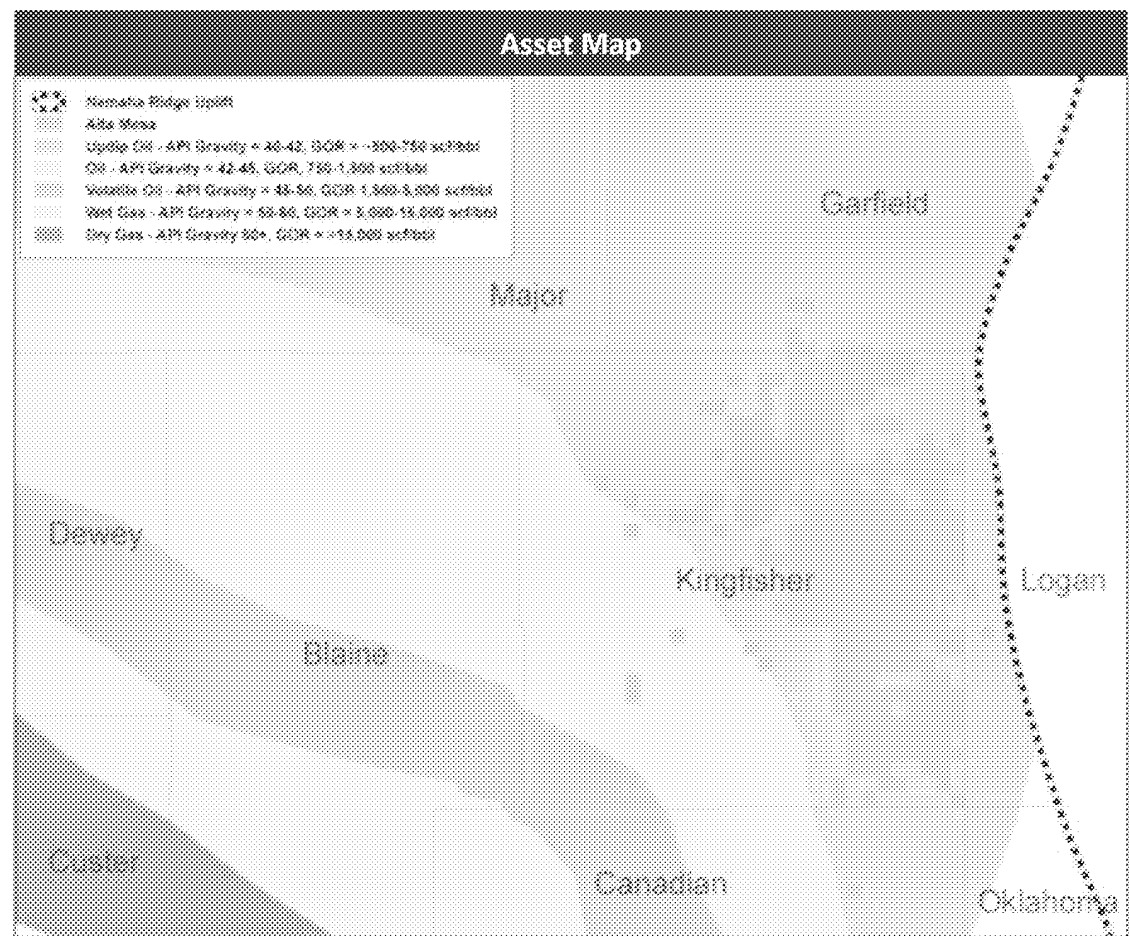 Asset Map
Nemaha Ridge Uplift
Alta Mesa
Updip Oil - API Gravity = 40-42, GOR = ~500-750 scf/bbl
Oil - API Gravity = 42-45, GOR, 750-1,500 scf/bbl
Volatile Oil - API Gravity = 45-50, GOR 1,500-5,000 scf/bbl
Wet Gas - API Gravity = 50-60, GOR = 5,000-15,000 scf/bbl
Dry Gas - API Gravity 60+, GOR = >15,000 scf/bbl
Garfield
Major
Dewey
Kingfisher
Logan
Blaine
Custer
Canadian
Oklahoma